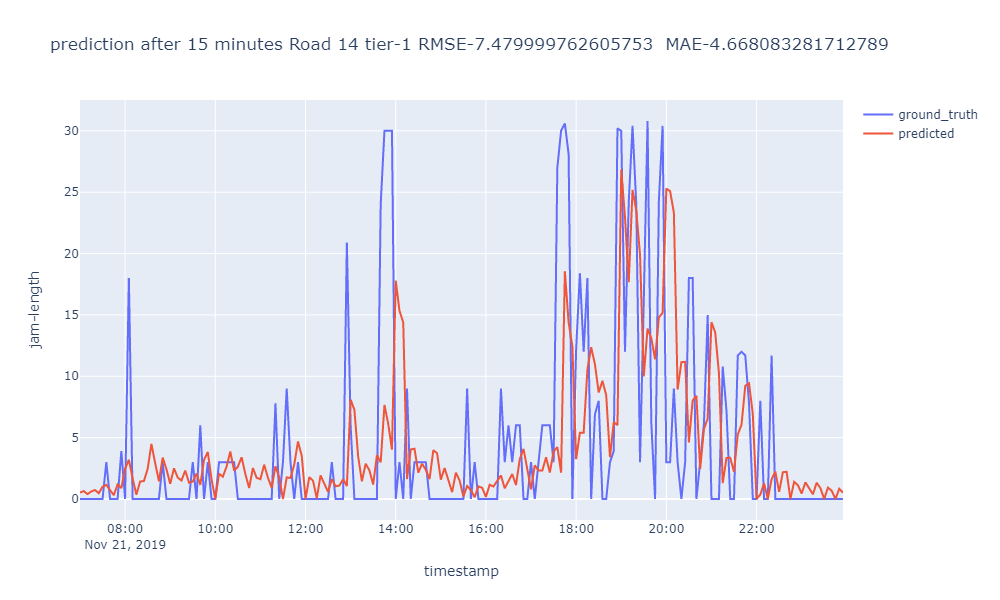 prediction after 15 minutes Road 14 tier-1 RMSE-7.479999762605753  MAE-4.668083281712789
ground_truth
predicted
30
25
20
15
10
5
0
jam-length
08:00 10:00 12:00 14:00 16:00 18:00 20:00 22:00
Nov 21, 2019
timestamp